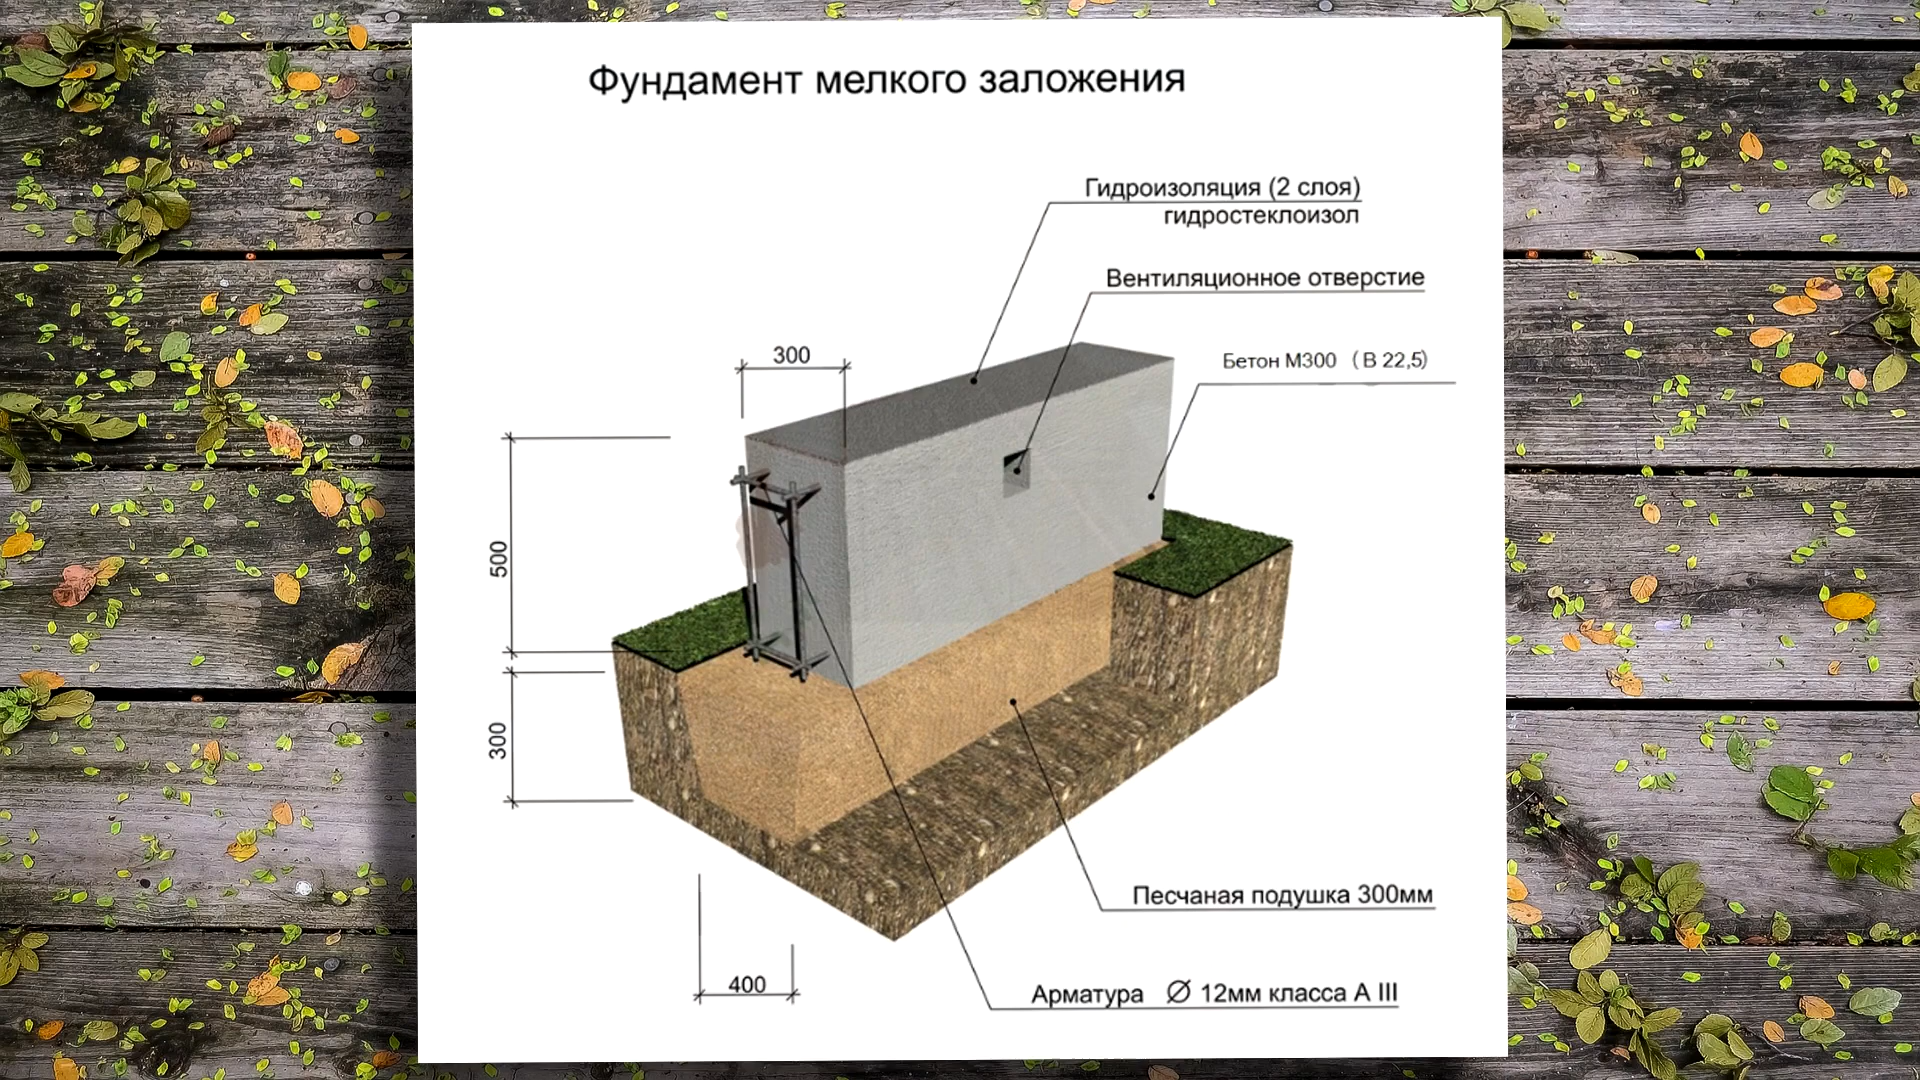 Фундамент мелкого заложения
Гидроизоляция (2 слоя)
гидростеклоизол
Вентиляционное отверстие
Бетон М300 (В 22,5)
300
500
300
Песчаная подушка 300мм
400
Арматура Ø 12мм класса А III